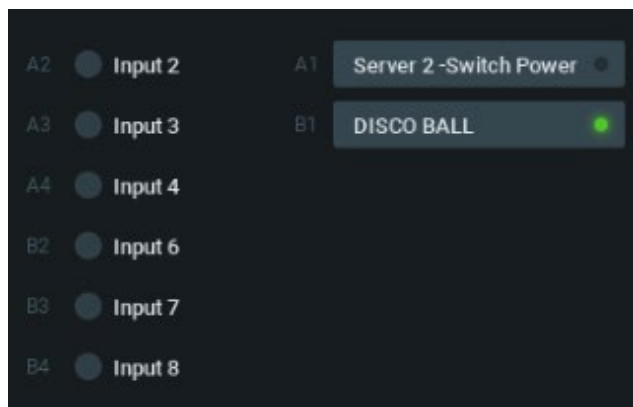 A2 Input 2 A1 Server 2 -Switch Power
A3 Input 3 B1 DISCO BALL
A4 Input 4
B2 Input 6
B3 Input 7
B4 Input 8